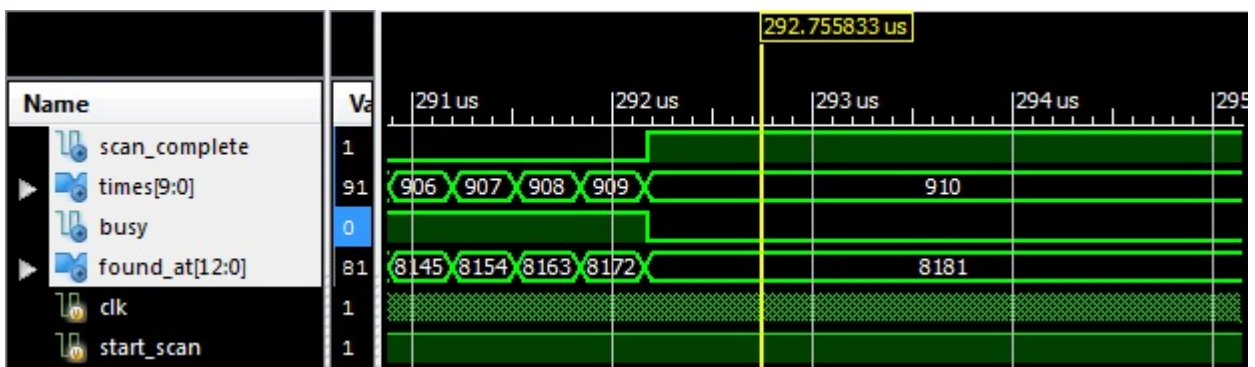 292.755833 us
Name Va 291 us 292 us 293 us 294 us 295
scan_complete 1
times[9:0] 91 906 907 908 909 910
busy 0
found_at[12:0] 81 8145 8154 8163 8172 8181
clk 1
start_scan 1